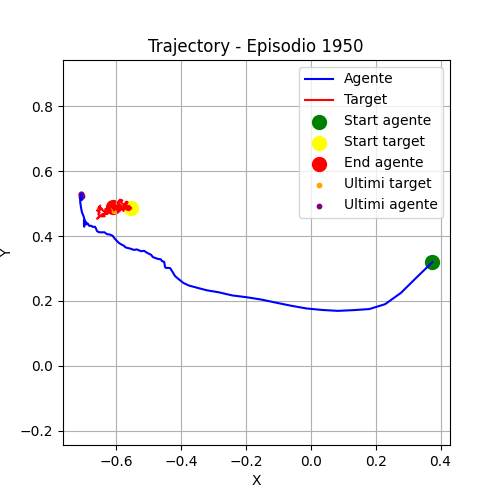 Trajectory - Episodio 1950
Agente
Target
Start agente
Start target
End agente
Ultimi target
Ultimi agente
0.8
0.6
0.4
0.2
0.0
−0.2
Y
−0.6
−0.4
−0.2
0.0
0.2
0.4
X